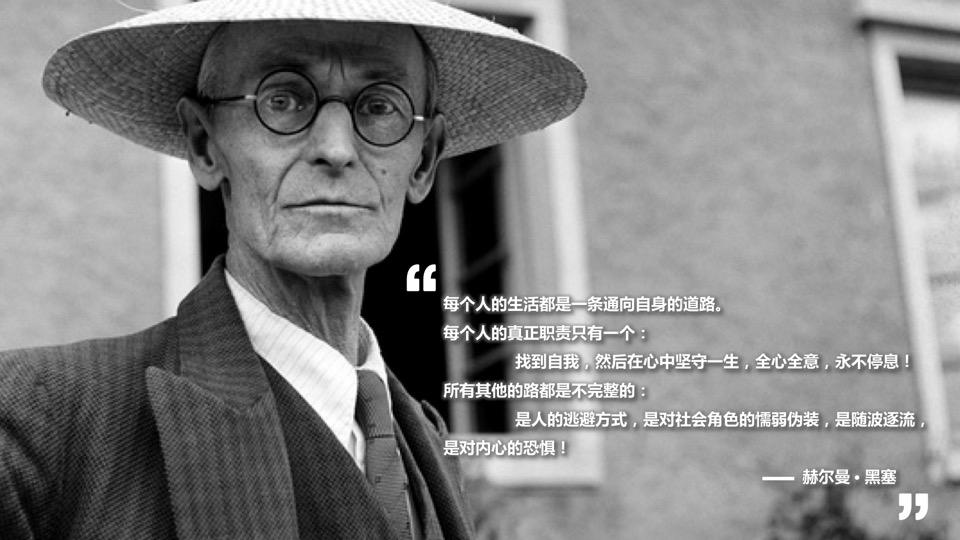 “
每个人的生活都是一条通向自身的道路。
每个人的真正职责只有一个：
找到自我，然后在心中坚守一生，全心全意，永不停息！
所有其他的路都是不完整的：
是人的逃避方式，是对社会角色的懦弱伪装，是随波逐流，
是对内心的恐惧！
—— 赫尔曼•黑塞
”